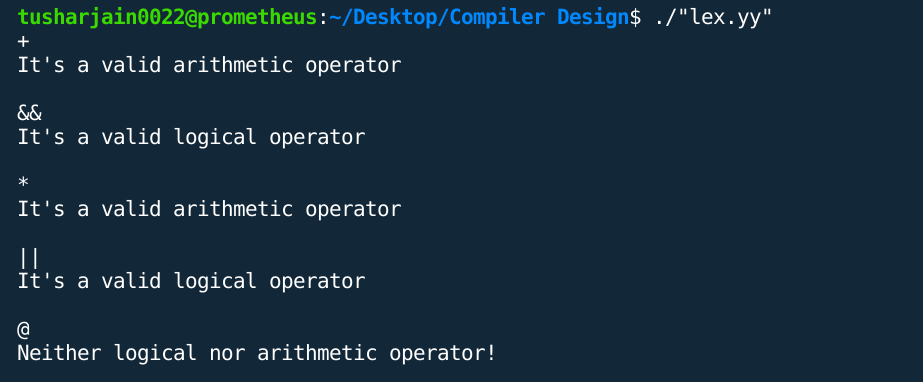 tusharjain0022@prometheus:~/Desktop/Compiler Design$ ./"lex.yy"
+
It's a valid arithmetic operator
&&
It's a valid logical operator
*
It's a valid arithmetic operator
||
It's a valid logical operator
@
Neither logical nor arithmetic operator!